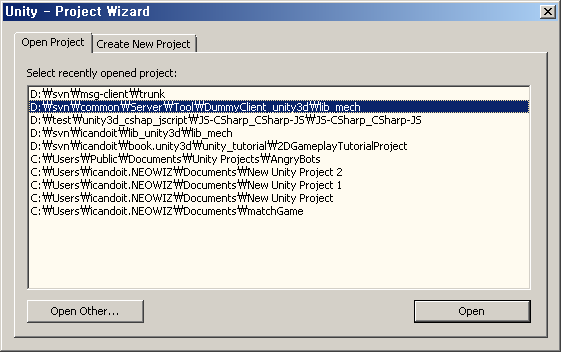 Unity - Project Wizard
Open Project
Create New Project
Select recently opened project:
D:₩svn₩msg-client₩trunk
D:₩svn₩common₩Server₩Tool₩DummyClient_unity3d₩lib_mech
D:₩test₩unity3d_cshap_jscript₩JS-CSharp_CSharp-JS₩JS-CSharp_CSharp-JS
D:₩svn₩icandoit₩lib_unity3d₩lib_mech
D:₩svn₩icandoit₩book.unity3d₩unity_tutorial₩2DGameplayTutorialProject
C:₩Users₩Public₩Documents₩Unity Projects₩AngryBots
C:₩Users₩icandoit.NEOWIZ₩Documents₩New Unity Project 2
C:₩Users₩icandoit.NEOWIZ₩Documents₩New Unity Project 1
C:₩Users₩icandoit.NEOWIZ₩Documents₩New Unity Project
C:₩Users₩icandoit.NEOWIZ₩Documents₩matchGame
Open Other...
Open